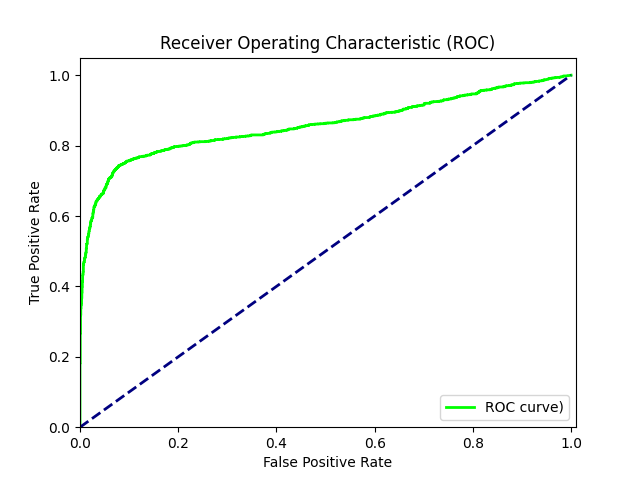 Receiver Operating Characteristic (ROC)
1.0
0.8
0.6
0.4
0.2
0.0
True Positive Rate
ROC curve)
0.0 0.2 0.4 0.6 0.8 1.0
False Positive Rate